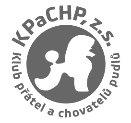 KPaCHP, z.s.
Klub přátel a chovatelů pudlů